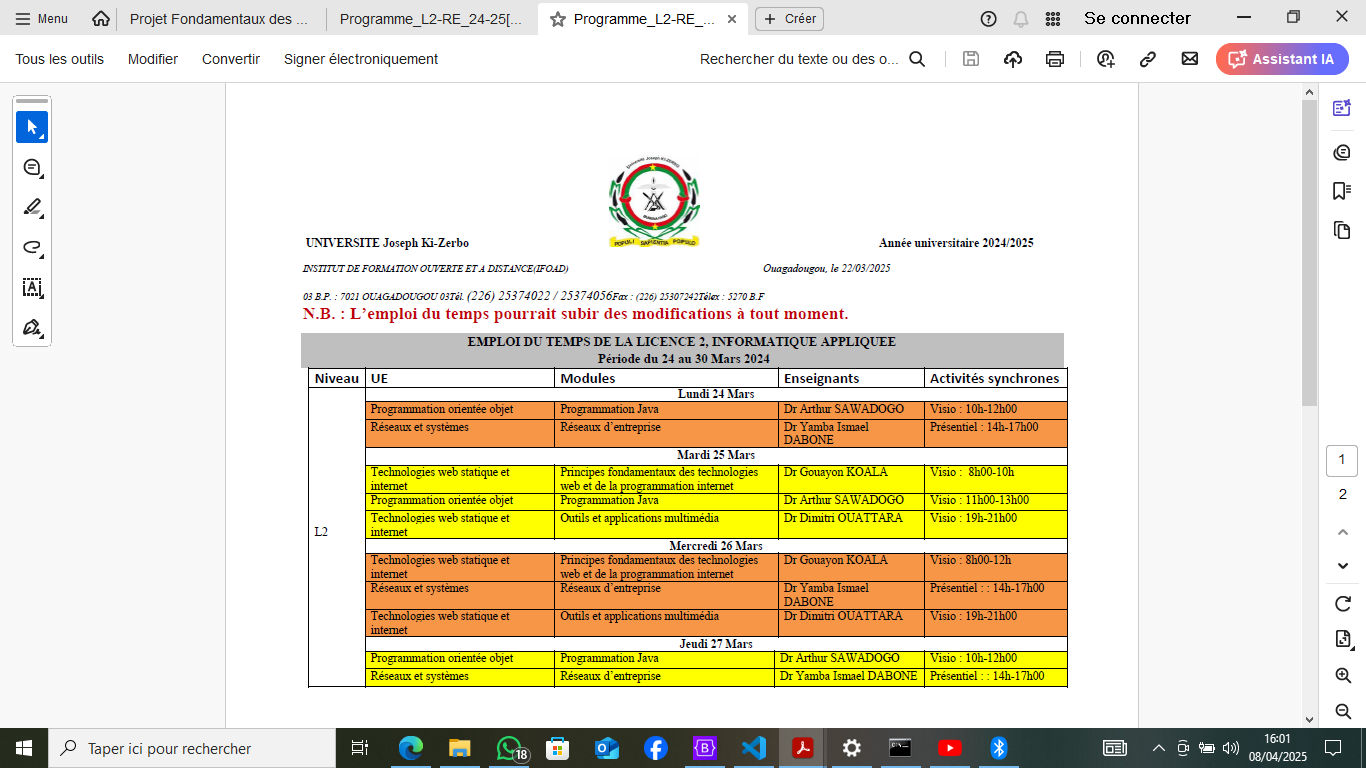 Menu
Projet Fondamentaux des ...
Programme_L2-RE_24-25[...
Programme_L2-RE_...
Créer
Se connecter
Tous les outils
Modifier
Convertir
Signer électroniquement
Rechercher du texte ou des o...
Assistant IA
UNIVERSITE Joseph Ki-Zerbo
Année universitaire 2024/2025
INSTITUT DE FORMATION OUVERTE ET A DISTANCE(IFOAD)
Ouagadougou, le 22/03/2025
03 B.P. : 7021 OUAGADOUGOU 03Tél. (226) 25374022 / 25374056Fax : (226) 25307242Télex : 5270 B.F
N.B. : L’emploi du temps pourrait subir des modifications à tout moment.
EMPLOI DU TEMPS DE LA LICENCE 2, INFORMATIQUE APPLIQUEE
Période du 24 au 30 Mars 2024
Niveau UE Modules Enseignants Activités synchrones
Lundi 24 Mars
Programmation orientée objet Programmation Java Dr Arthur SAWADOGO Visio : 10h-12h00
Réseaux et systèmes Réseaux d’entreprise Dr Yamba Ismael Présentiel : 14h-17h00
DABONE
Mardi 25 Mars
Technologies web statique et Principes fondamentaux des technologies Dr Gouayon KOALA Visio : 8h00-10h
internet web et de la programmation internet
Programmation orientée objet Programmation Java Dr Arthur SAWADOGO Visio : 11h00-13h00
Technologies web statique et Outils et applications multimédia Dr Dimitri OUATTARA Visio : 19h-21h00
internet
L2
Mercredi 26 Mars
Technologies web statique et Principes fondamentaux des technologies Dr Gouayon KOALA Visio : 8h00-12h
internet web et de la programmation internet
Réseaux et systèmes Réseaux d’entreprise Dr Yamba Ismael Présentiel : : 14h-17h00
DABONE
Technologies web statique et Outils et applications multimédia Dr Dimitri OUATTARA Visio : 19h-21h00
internet
Jeudi 27 Mars
Programmation orientée objet Programmation Java Dr Arthur SAWADOGO Visio : 10h-12h00
Réseaux et systèmes Réseaux d’entreprise Dr Yamba Ismael DABONE Présentiel : : 14h-17h00
1
2
Taper ici pour rechercher
18
16:01
08/04/2025